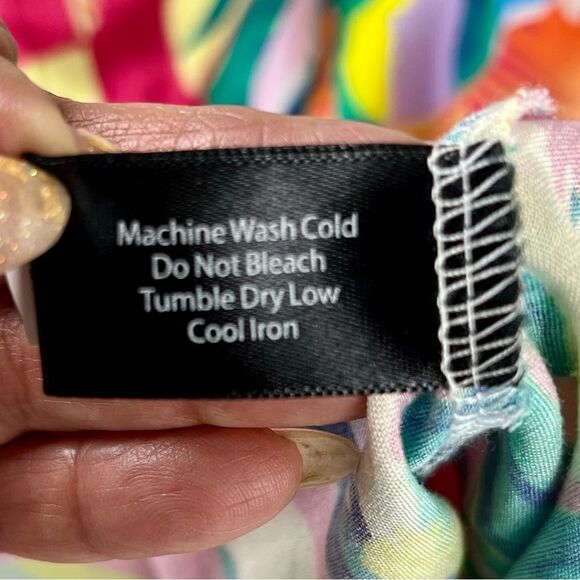 Machine Wash Cold
Do Not Bleach
Tumble Dry Low
Cool Iron